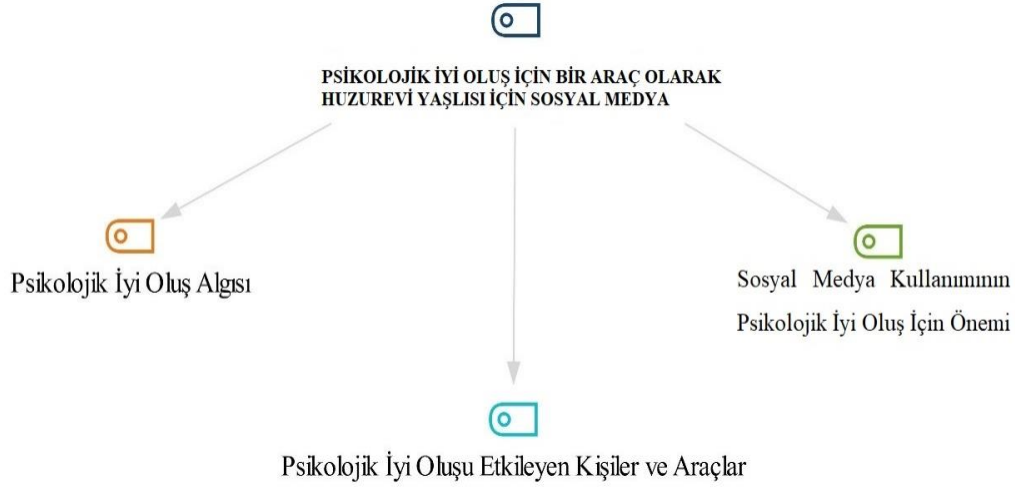 PSİKOLOJİK İYİ OLUŞ İÇİN BİR ARAÇ OLARAK
HUZUREVİ YAŞLISI İÇİN SOSYAL MEDYA
Psikolojik İyi Oluş Algısı
Sosyal Medya Kullanımının
Psikolojik İyi Oluş İçin Önemi
Psikolojik İyi Oluşu Etkileyen Kişiler ve Araçlar